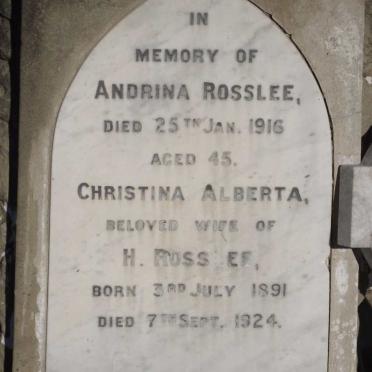 IN
MEMORY OF
ANDRINA ROSSLEE,
DIED 25TH JAN. 1916
AGED 45.
CHRISTINA ALBERTA,
BELOVED WIFE OF
H. ROSSLEE,
BORN 3RD JULY 1891
DIED 7TH SEPT. 1924.